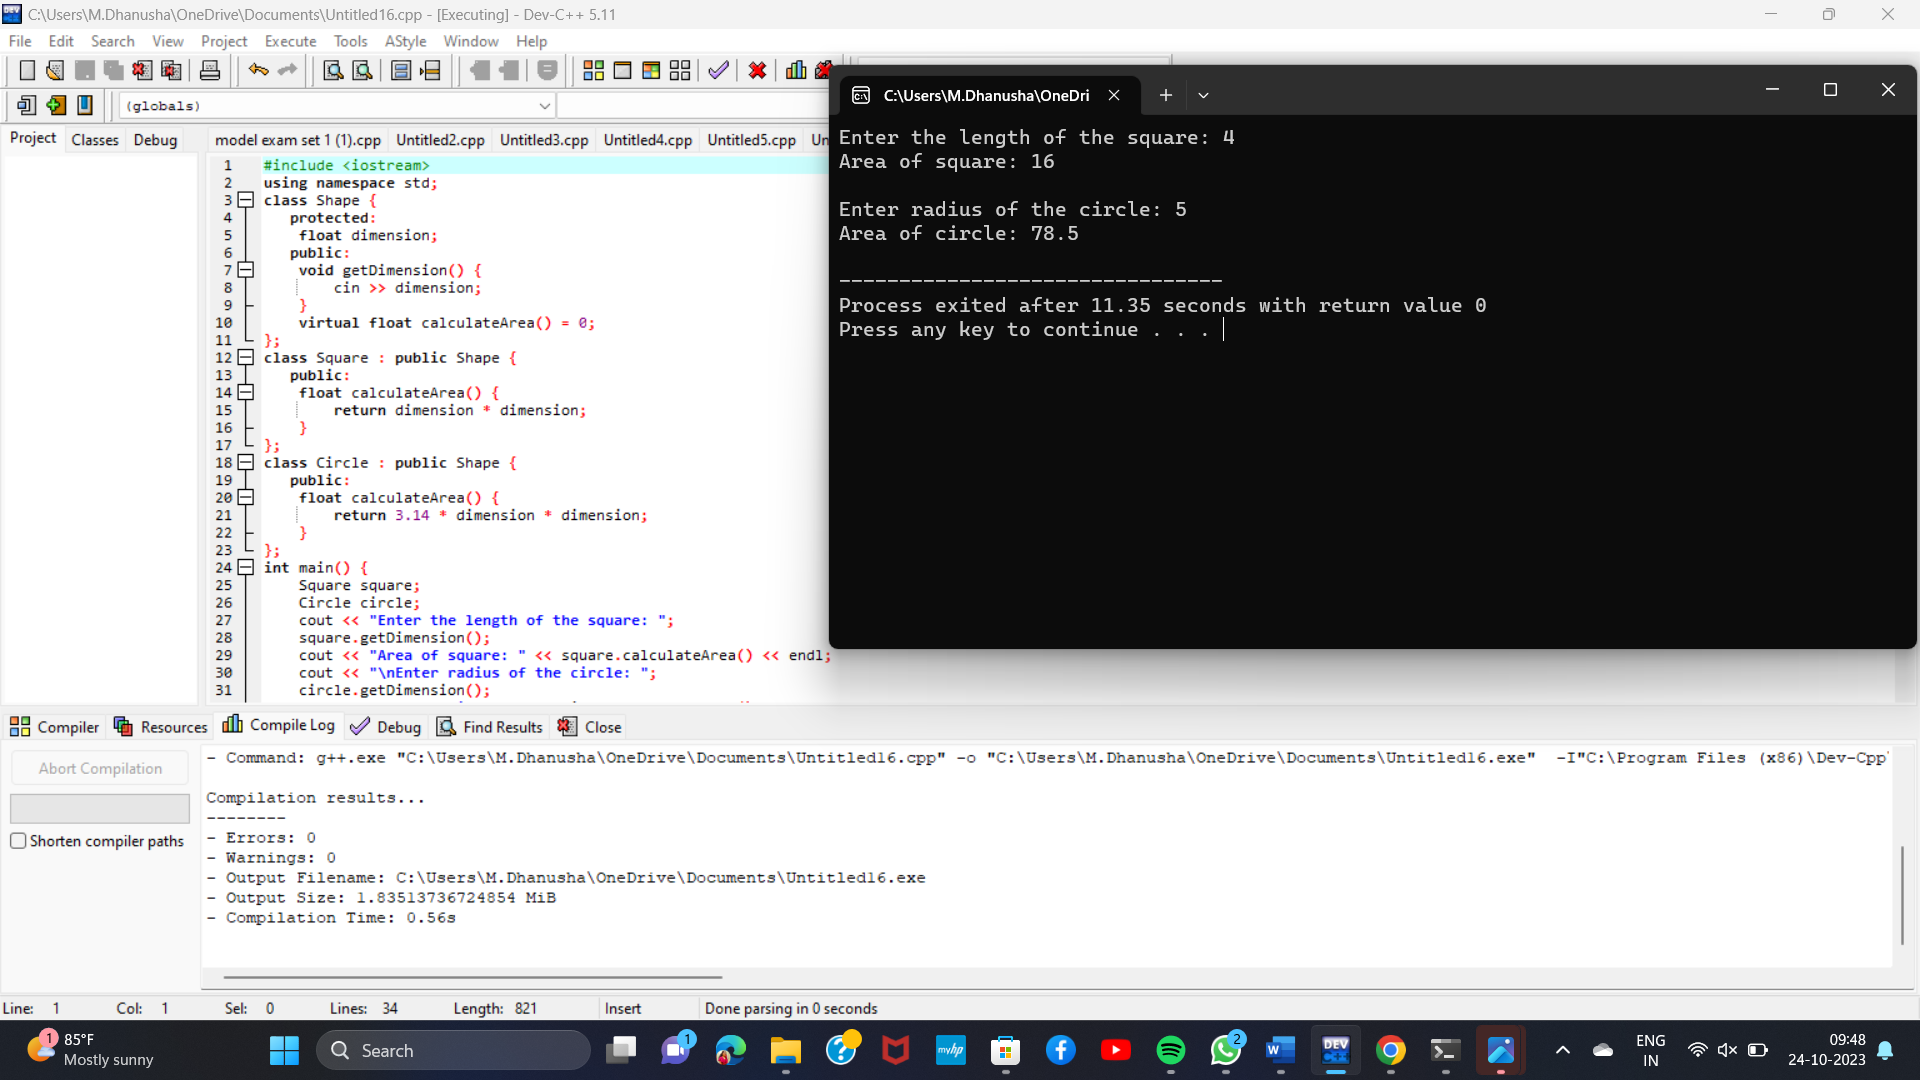 C:\Users\M.Dhanusha\OneDrive\Documents\Untitled16.cpp - [Executing] - Dev-C++ 5.11
File Edit Search View Project Execute Tools AStyle Window Help
(globals)
Project Classes Debug
model exam set 1 (1).cpp Untitled2.cpp Untitled3.cpp Untitled4.cpp Untitled5.cpp Un
1 #include <iostream>
2 using namespace std;
3 class Shape {
4 protected:
5 float dimension;
6 public:
7 void getDimension() {
8 cin >> dimension;
9 }
10 virtual float calculateArea() = 0;
11 };
12 class Square : public Shape {
13 public:
14 float calculateArea() {
15 return dimension * dimension;
16 }
17 };
18 class Circle : public Shape {
19 public:
20 float calculateArea() {
21 return 3.14 * dimension * dimension;
22 }
23 };
24 int main() {
25 Square square;
26 Circle circle;
27 cout << "Enter the length of the square: ";
28 square.getDimension();
29 cout << "Area of square: " << square.calculateArea() << endl;
30 cout << "\nEnter radius of the circle: ";
31 circle.getDimension();
C:\Users\M.Dhanusha\OneDri
Enter the length of the square: 4
Area of square: 16
Enter radius of the circle: 5
Area of circle: 78.5
--------------------------------
Process exited after 11.35 seconds with return value 0
Press any key to continue . . .
Compiler Resources Compile Log Debug Find Results Close
Abort Compilation
Shorten compiler paths
- Command: g++.exe "C:\Users\M.Dhanusha\OneDrive\Documents\Untitled16.cpp" -o "C:\Users\M.Dhanusha\OneDrive\Documents\Untitled16.exe" -I"C:\Program Files (x86)\Dev-Cpp
Compilation results...
--------
- Errors: 0
- Warnings: 0
- Output Filename: C:\Users\M.Dhanusha\OneDrive\Documents\Untitled16.exe
- Output Size: 1.83513736724854 MiB
- Compilation Time: 0.56s
Line: 1 Col: 1 Sel: 0 Lines: 34 Length: 821 Insert Done parsing in 0 seconds
1
85°F
Mostly sunny
Search
1
myhp
2
W
DEV
C++
ENG
IN
09:48
24-10-2023